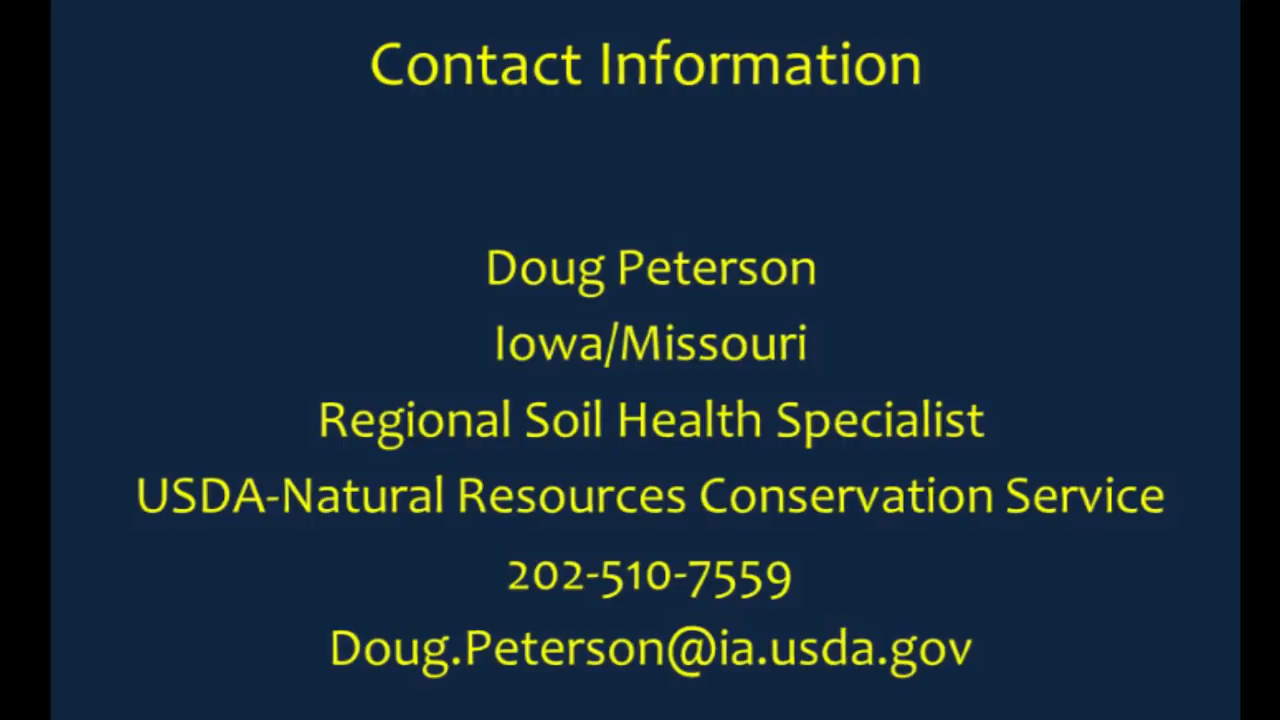 Contact Information
Doug Peterson
Iowa/Missouri
Regional Soil Health Specialist
USDA-Natural Resources Conservation Service
202-510-7559
Doug.Peterson@ia.usda.gov